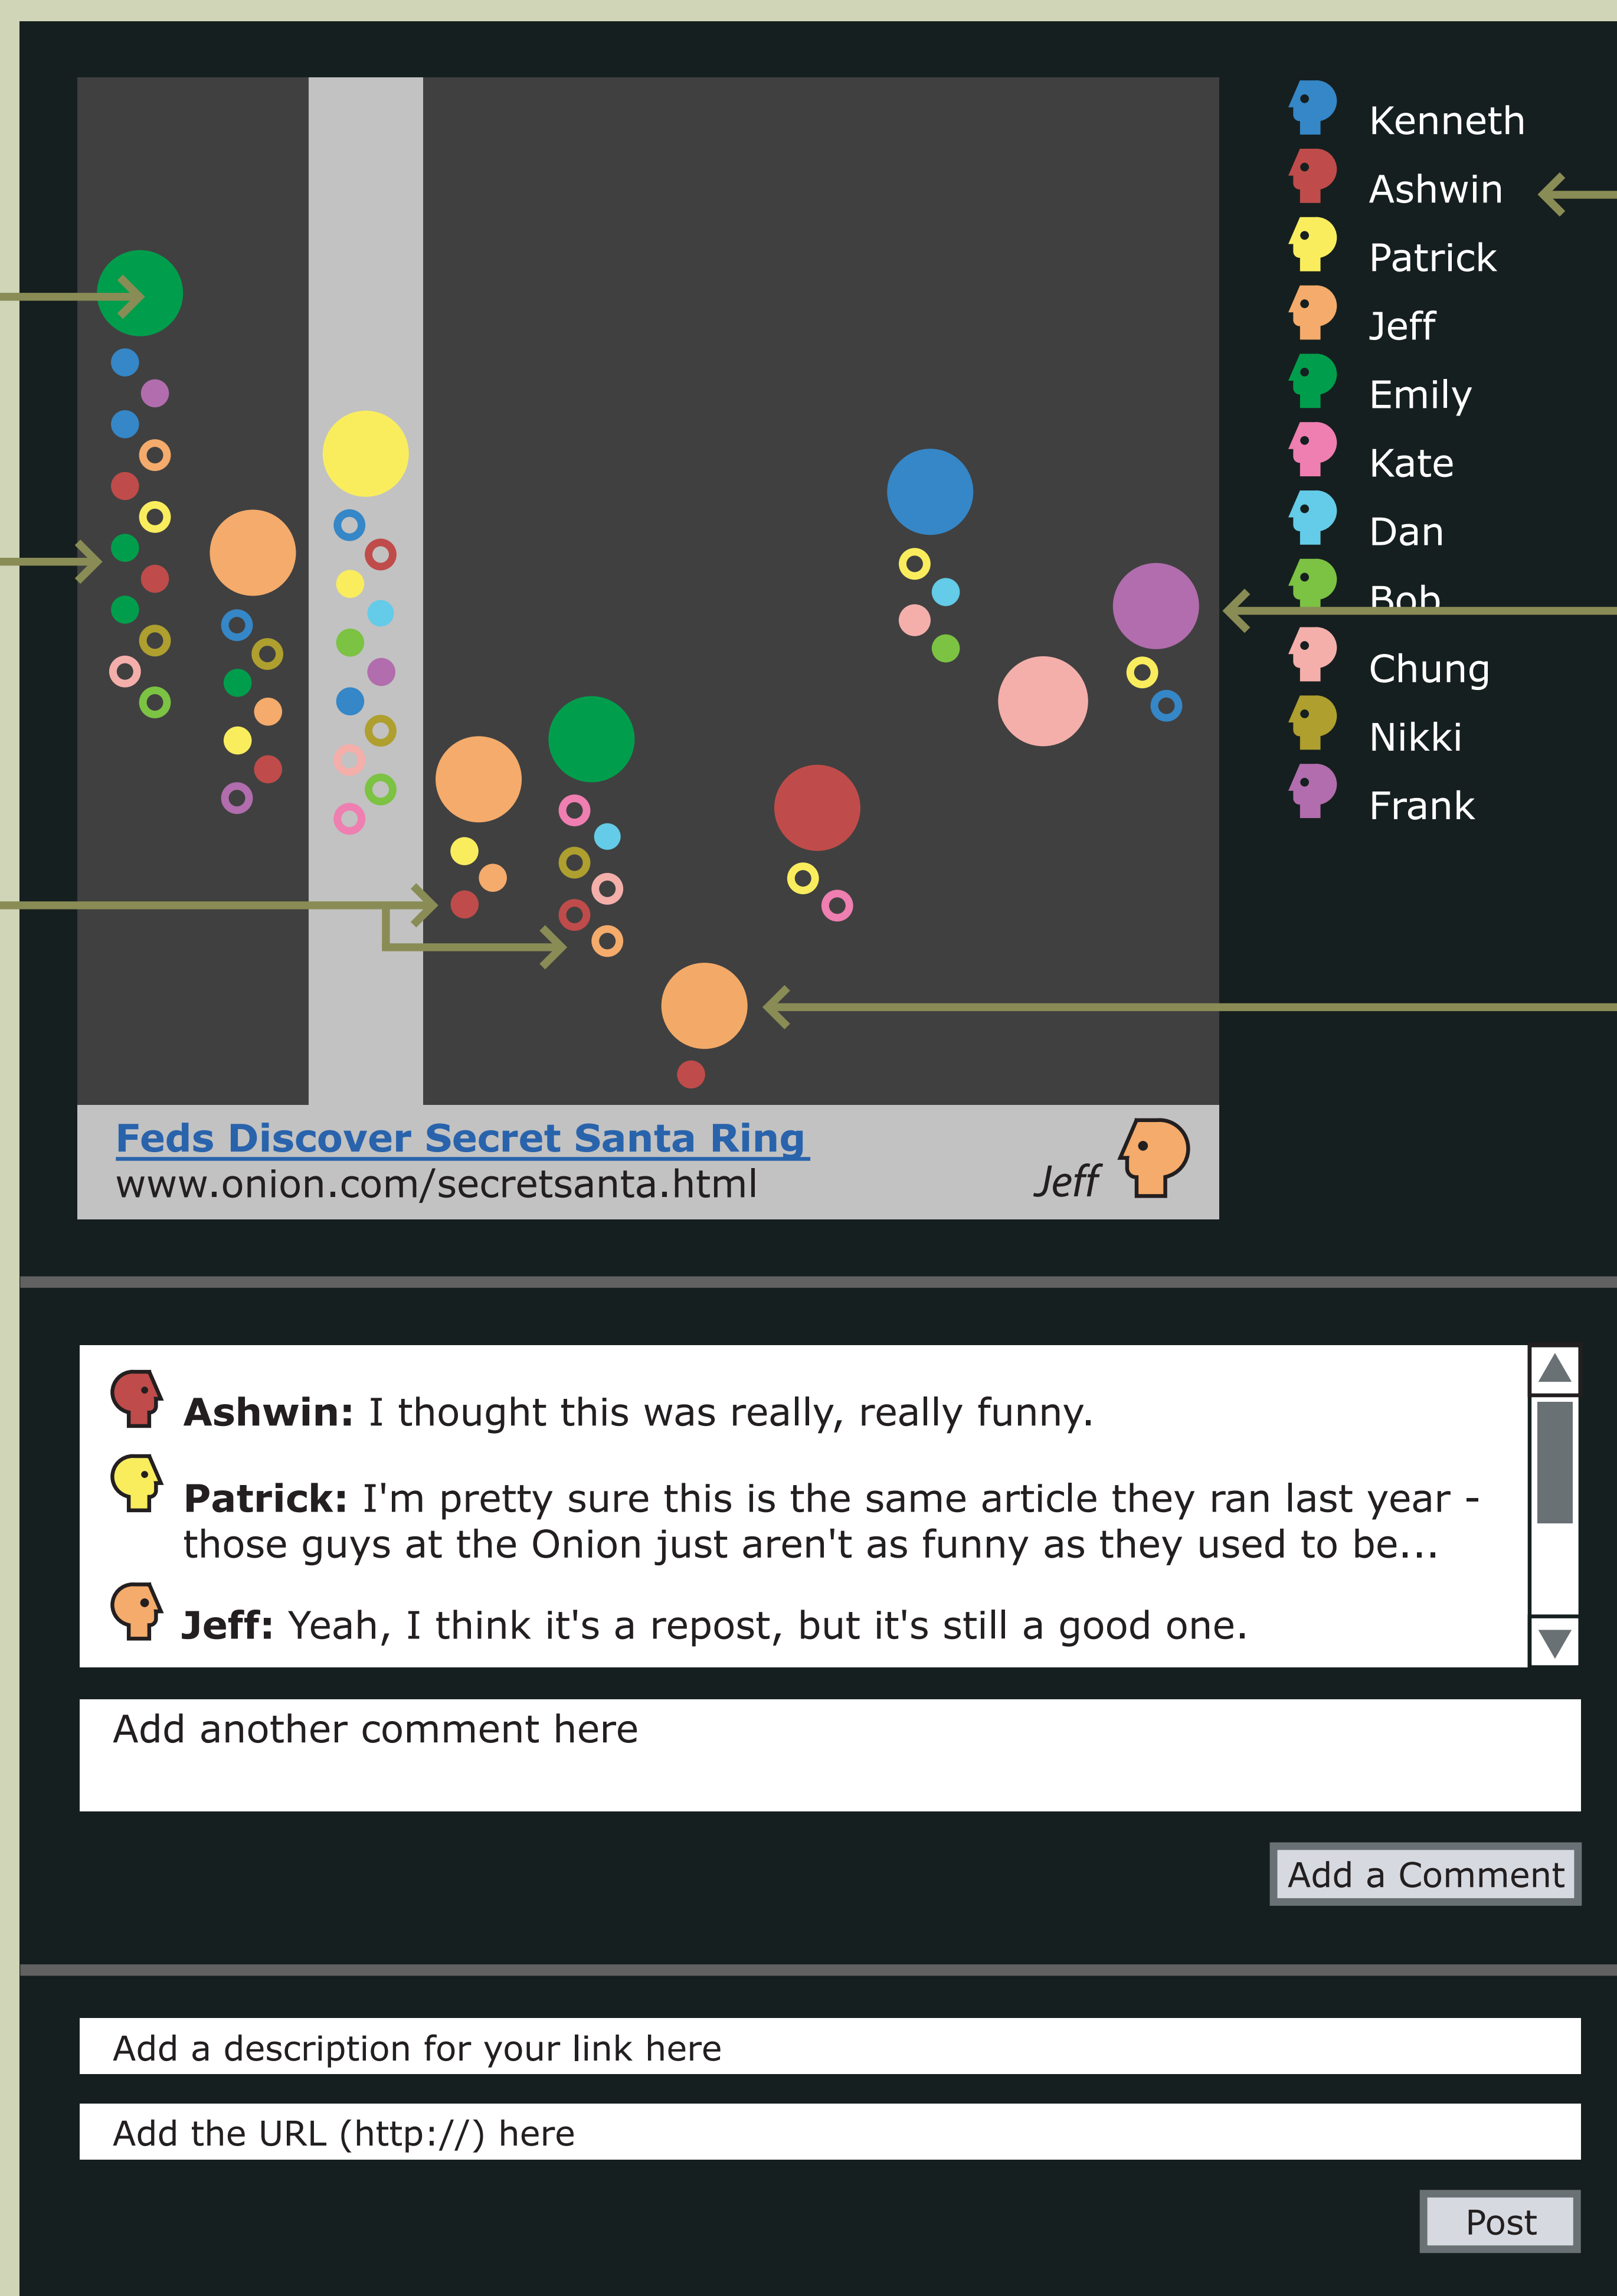 Kenneth
Ashwin
Patrick
Jeff
Emily
Kate
Dan
Bob
Chung
Nikki
Frank
Feds Discover Secret Santa Ring
www.onion.com/secretsanta.html
Jeff
Ashwin: I thought this was really, really funny.
Patrick: I'm pretty sure this is the same article they ran last year -
those guys at the Onion just aren't as funny as they used to be...
Jeff: Yeah, I think it's a repost, but it's still a good one.
Add another comment here
Add a Comment
Add a description for your link here
Add the URL (http://) here
Post